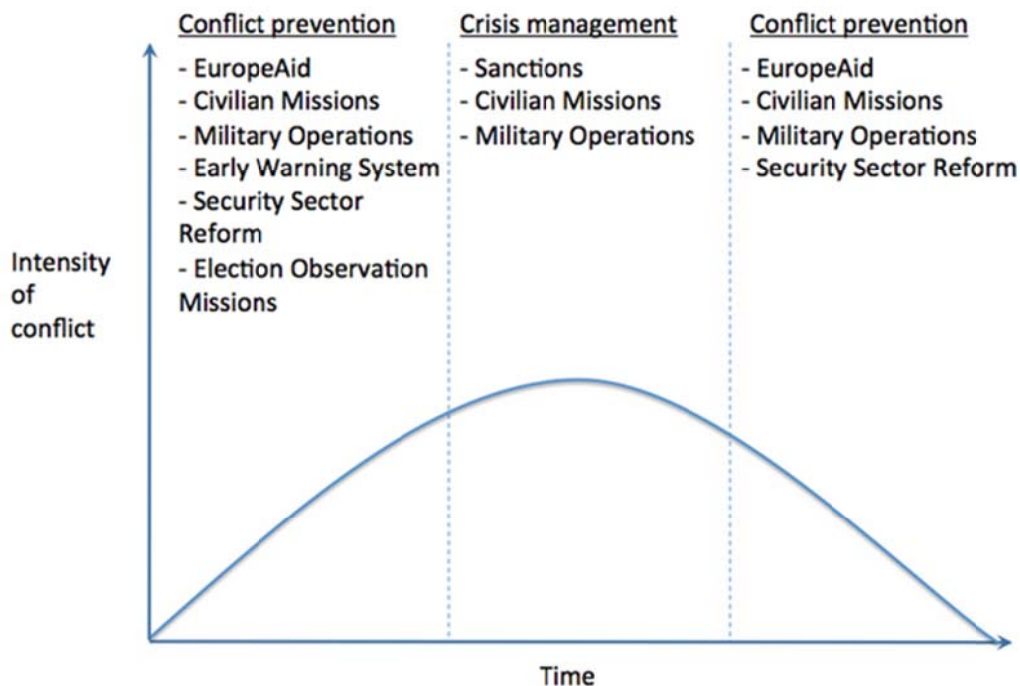 Conflict prevention
- EuropeAid
- Civilian Missions
- Military Operations
- Early Warning System
- Security Sector
Reform
- Election Observation
Missions
Crisis management
- Sanctions
- Civilian Missions
- Military Operations
Conflict prevention
- EuropeAid
- Civilian Missions
- Military Operations
- Security Sector Reform
Intensity
of
conflict
Time